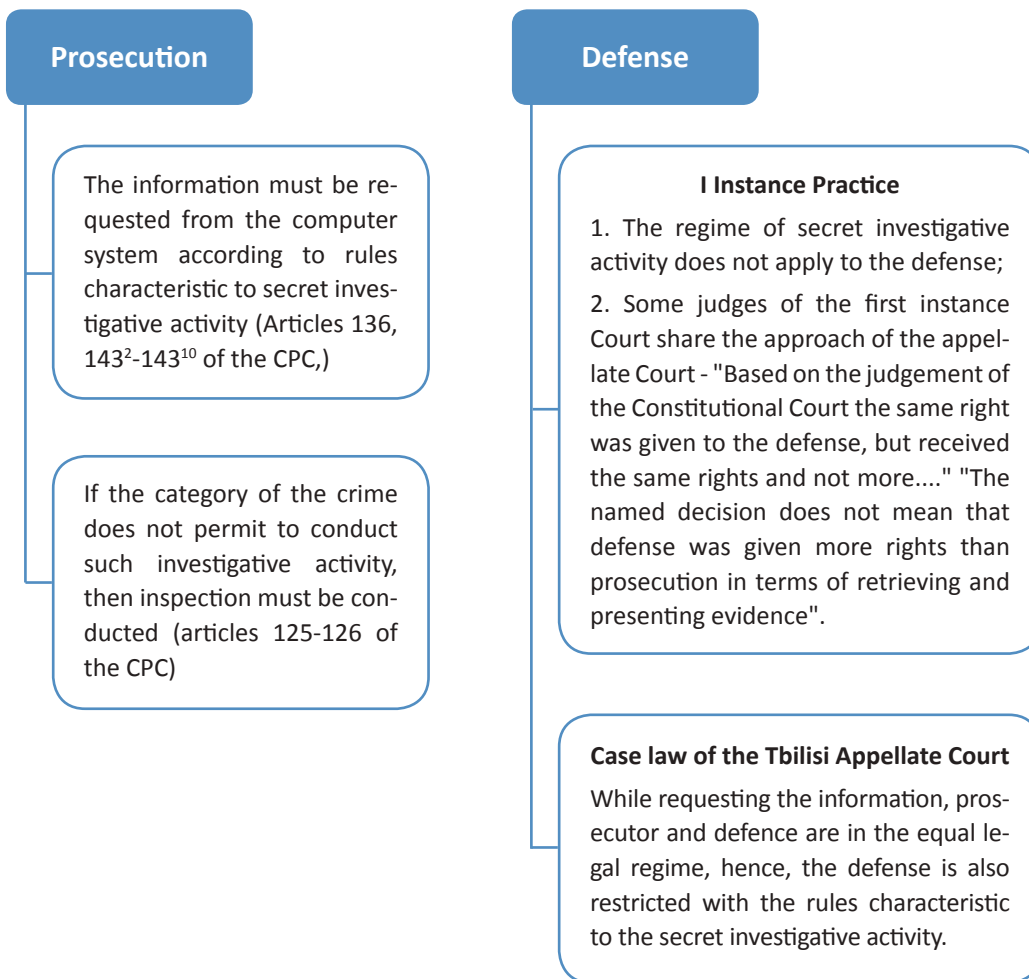 Prosecution
The information must be re-
quested from the computer
system according to rules
characteristic to secret inves-
tigative activity (Articles 136,
143²-143¹⁰ of the CPC,)
If the category of the crime
does not permit to conduct
such investigative activity,
then inspection must be con-
ducted (articles 125-126 of
the CPC)
Defense
I Instance Practice
1. The regime of secret investigative
activity does not apply to the defense;
2. Some judges of the first instance
Court share the approach of the appel-
late Court - "Based on the judgement of
the Constitutional Court the same right
was given to the defense, but received
the same rights and not more...." "The
named decision does not mean that
defense was given more rights than
prosecution in terms of retrieving and
presenting evidence".
Case law of the Tbilisi Appellate Court
While requesting the information, pros-
ecutor and defence are in the equal le-
gal regime, hence, the defense is also
restricted with the rules characteristic
to the secret investigative activity.